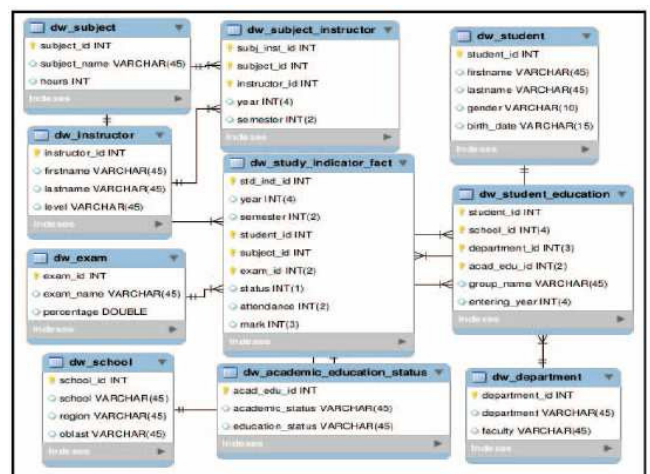 dw_subject
subject_id INT
subject_name VARCHAR(45)
hours INT
Indexes
dw_subject_instructor
subj_inst_id INT
subject_id INT
instructor_id INT
year INT(4)
semester INT(2)
Indexes
dw_student
student_id INT
firstname VARCHAR(45)
lastname VARCHAR(45)
gender VARCHAR(10)
birth_date VARCHAR(15)
Indexes
dw_instructor
instructor_id INT
firstname VARCHAR(45)
lastname VARCHAR(45)
level VARCHAR(45)
Indexes
dw_study_indicator_fact
std_ind_id INT
year INT(4)
semester INT(2)
student_id INT
subject_id INT
exam_id INT(2)
status INT(1)
attendance INT(2)
mark INT(3)
Indexes
dw_student_education
student_id INT
school_id INT(4)
department_id INT(3)
acad_edu_id INT(2)
group_name VARCHAR(45)
entering_year INT(4)
Indexes
dw_exam
exam_id INT
exam_name VARCHAR(45)
percentage DOUBLE
Indexes
dw_school
school_id INT
school VARCHAR(45)
region VARCHAR(45)
oblast VARCHAR(45)
Indexes
dw_academic_education_status
acad_edu_id INT
academic_status VARCHAR(45)
education_status VARCHAR(45)
Indexes
dw_department
department_id INT
department VARCHAR(45)
faculty VARCHAR(45)
Indexes